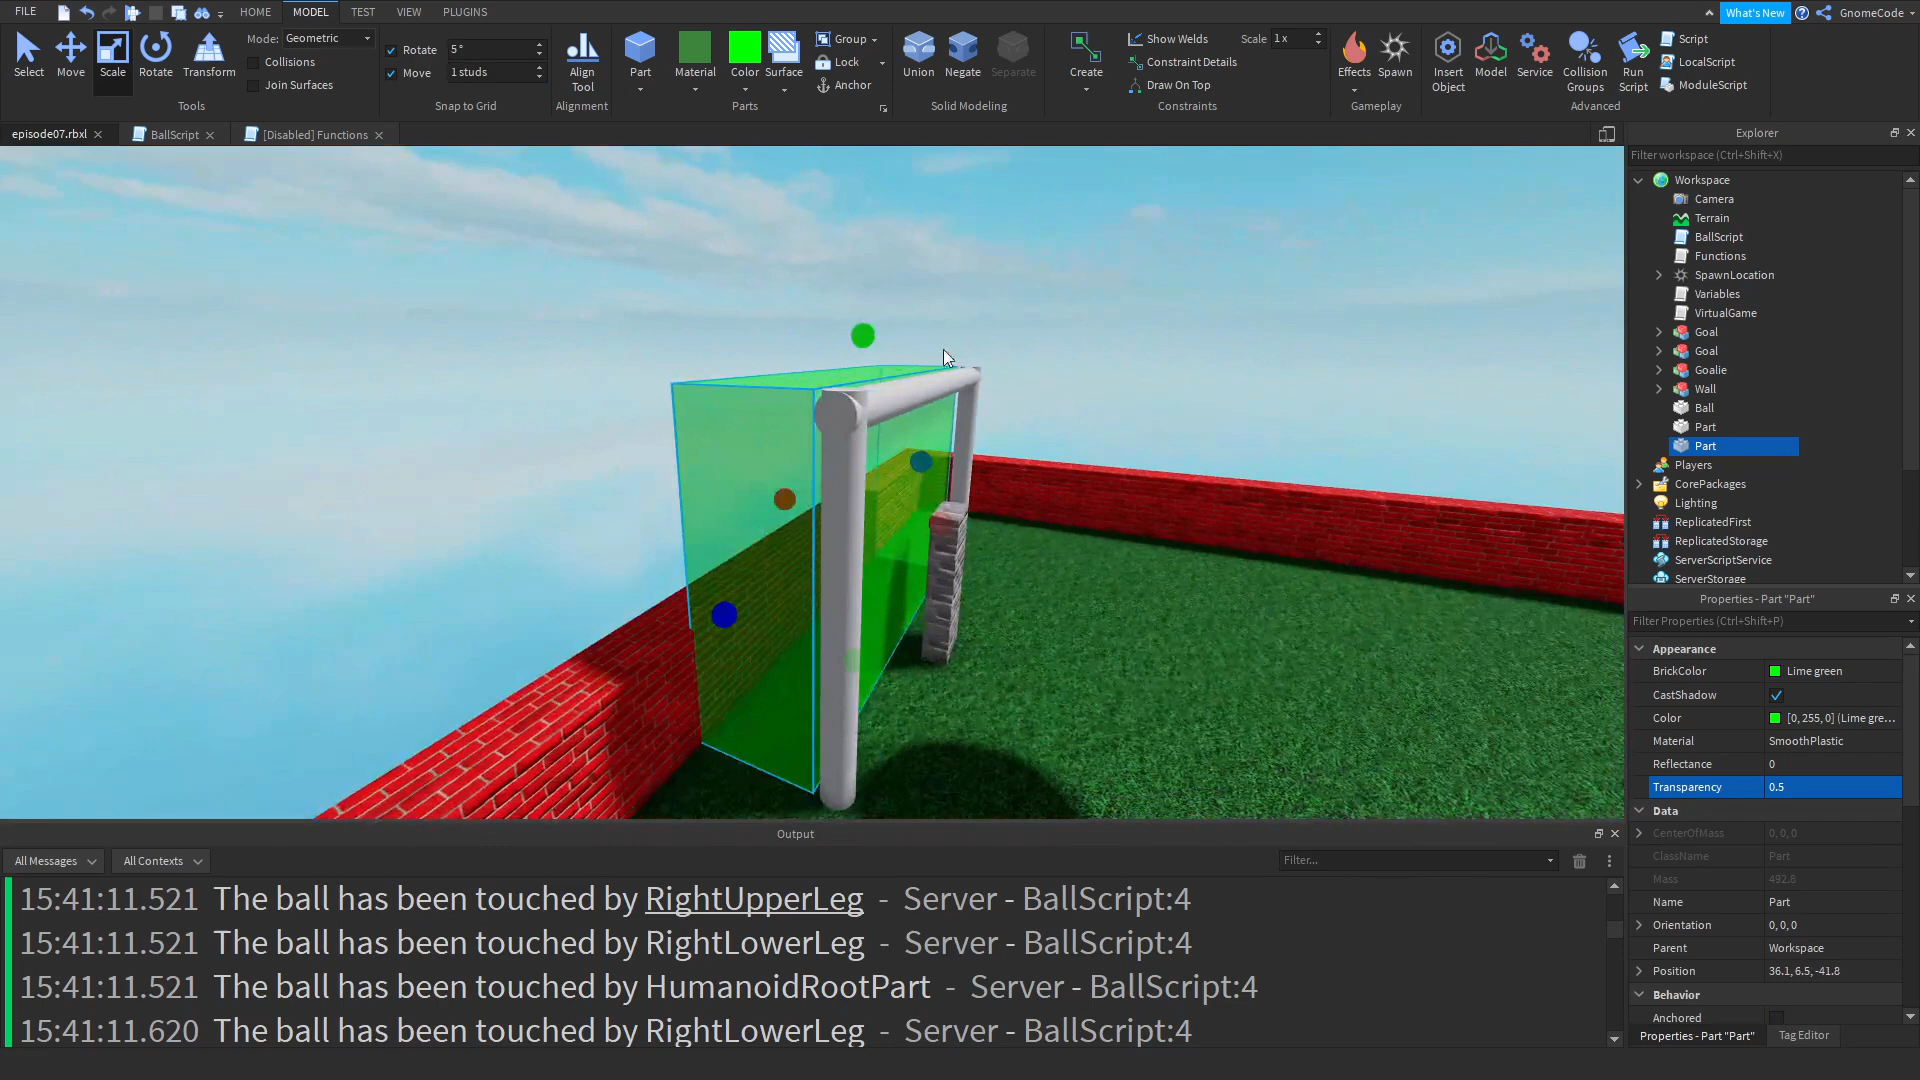 FILE HOME MODEL TEST VIEW PLUGINS What's New GnomeCode
Select Move Scale Rotate Transform
Mode: Geometric
Collisions
Join Surfaces
Tools
Rotate 5°
Move 1 studs
Snap to Grid
Align Tool
Alignment
Part Material Color Surface
Group
Lock
Anchor
Parts
Union Negate Separate
Solid Modeling
Create
Show Welds
Scale 1 x
Constraint Details
Draw On Top
Constraints
Effects Spawn
Gameplay
Insert Object
Model
Service
Collision Groups
Run Script
Script
LocalScript
ModuleScript
Advanced
episode07.rbxl BallScript [Disabled] Functions
Explorer
Filter workspace (Ctrl+Shift+X)
Workspace
Camera
Terrain
BallScript
Functions
SpawnLocation
Variables
VirtualGame
Goal
Goal
Goalie
Wall
Ball
Part
Part
Players
CorePackages
Lighting
ReplicatedFirst
ReplicatedStorage
ServerScriptService
ServerStorage
Properties - Part "Part"
Filter Properties (Ctrl+Shift+P)
Appearance
BrickColor Lime green
CastShadow
Color [0, 255, 0] (Lime gre...
Material SmoothPlastic
Reflectance 0
Transparency 0.5
Data
CenterOfMass 0, 0, 0
ClassName Part
Mass 492.8
Name Part
Orientation 0, 0, 0
Parent Workspace
Position 36.1, 6.5, -41.8
Behavior
Anchored
Properties - Part "Part" Tag Editor
Output
All Messages All Contexts Filter...
15:41:11.521 The ball has been touched by RightUpperLeg - Server - BallScript:4
15:41:11.521 The ball has been touched by RightLowerLeg - Server - BallScript:4
15:41:11.521 The ball has been touched by HumanoidRootPart - Server - BallScript:4
15:41:11.620 The ball has been touched by RightLowerLeg - Server - BallScript:4